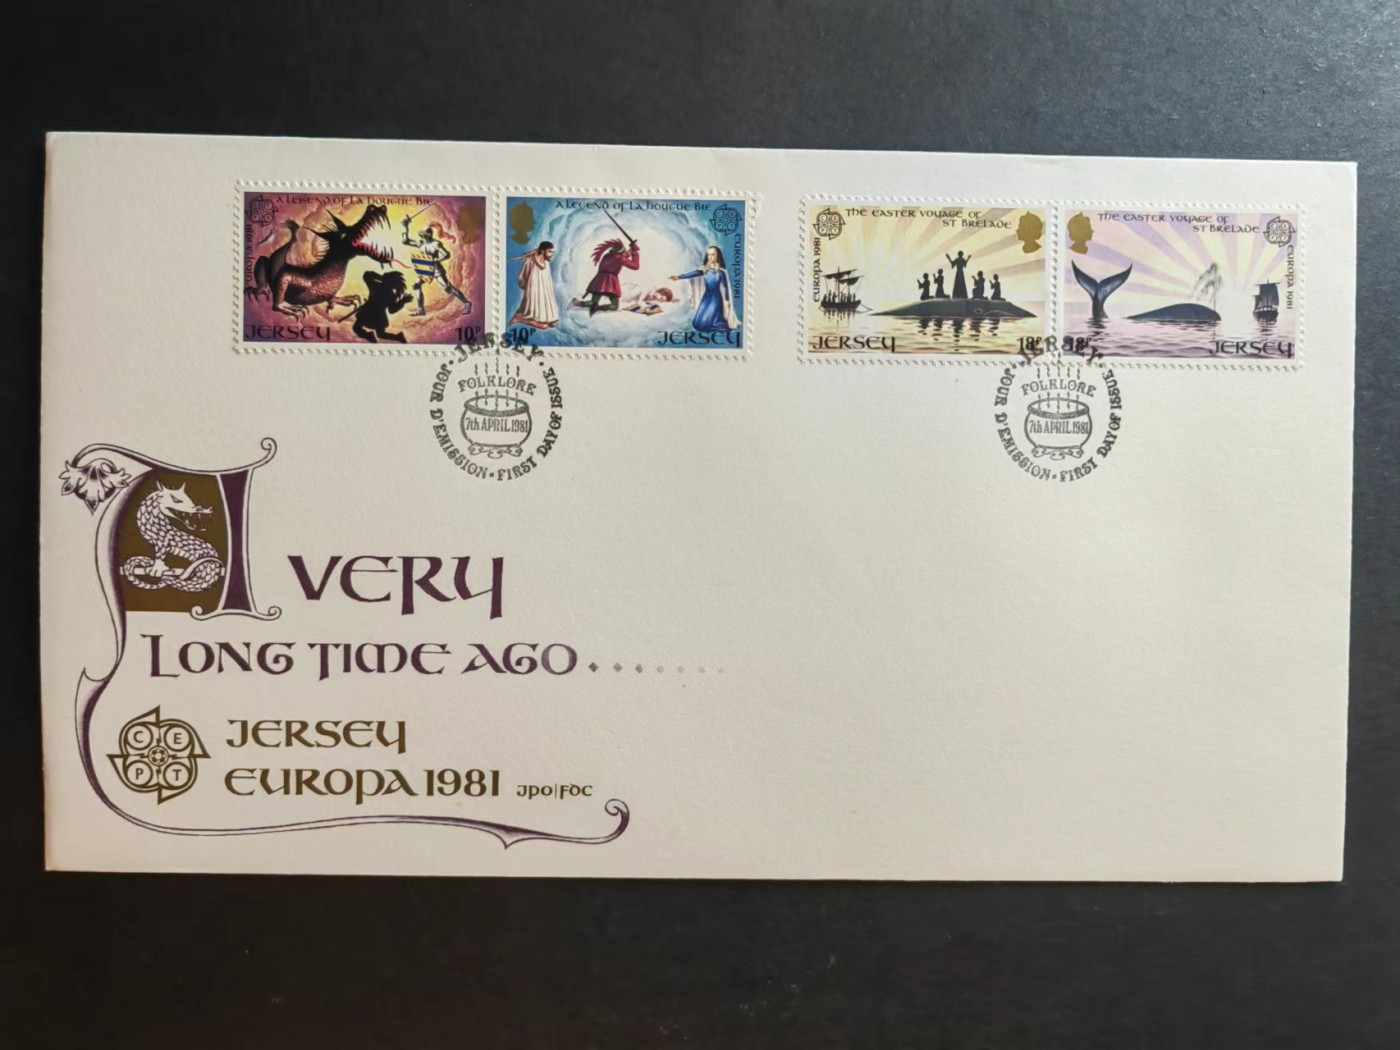 A LEGEND OF LA HOUGUE BIE
EUROPA 1981
JERSEY 10P
A LEGEND OF LA HOUGUE BIE
EUROPA 1981
10P JERSEY
THE EASTER VOYAGE OF
ST BRELADE
EUROPA 1981
JERSEY 18P
THE EASTER VOYAGE OF
ST BRELADE
EUROPA 1981
18P JERSEY
JERSEY
FOLKLORE
7th APRIL 1981
JOUR D'EMISSION • FIRST DAY OF ISSUE
JERSEY
FOLKLORE
7th APRIL 1981
JOUR D'EMISSION • FIRST DAY OF ISSUE
A VERY
LONG TIME AGO........
C E
P T
JERSEY
EUROPA 1981 JPO|FDC